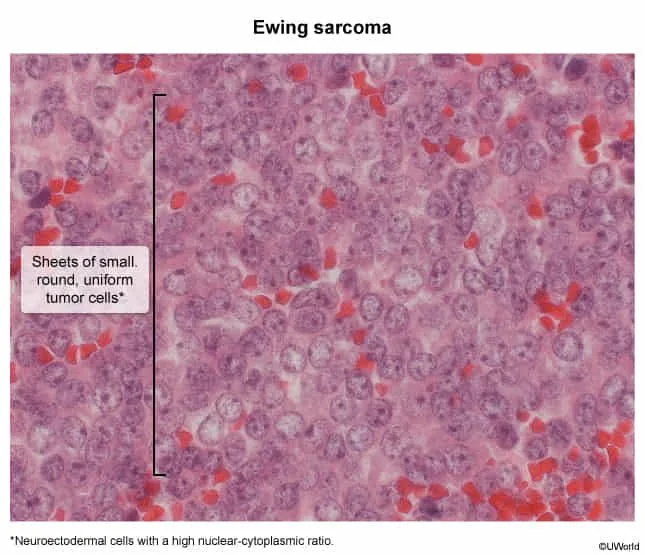 Ewing sarcoma
Sheets of small.
round, uniform
tumor cells*
*Neuroectodermal cells with a high nuclear-cytoplasmic ratio.
©UWorld